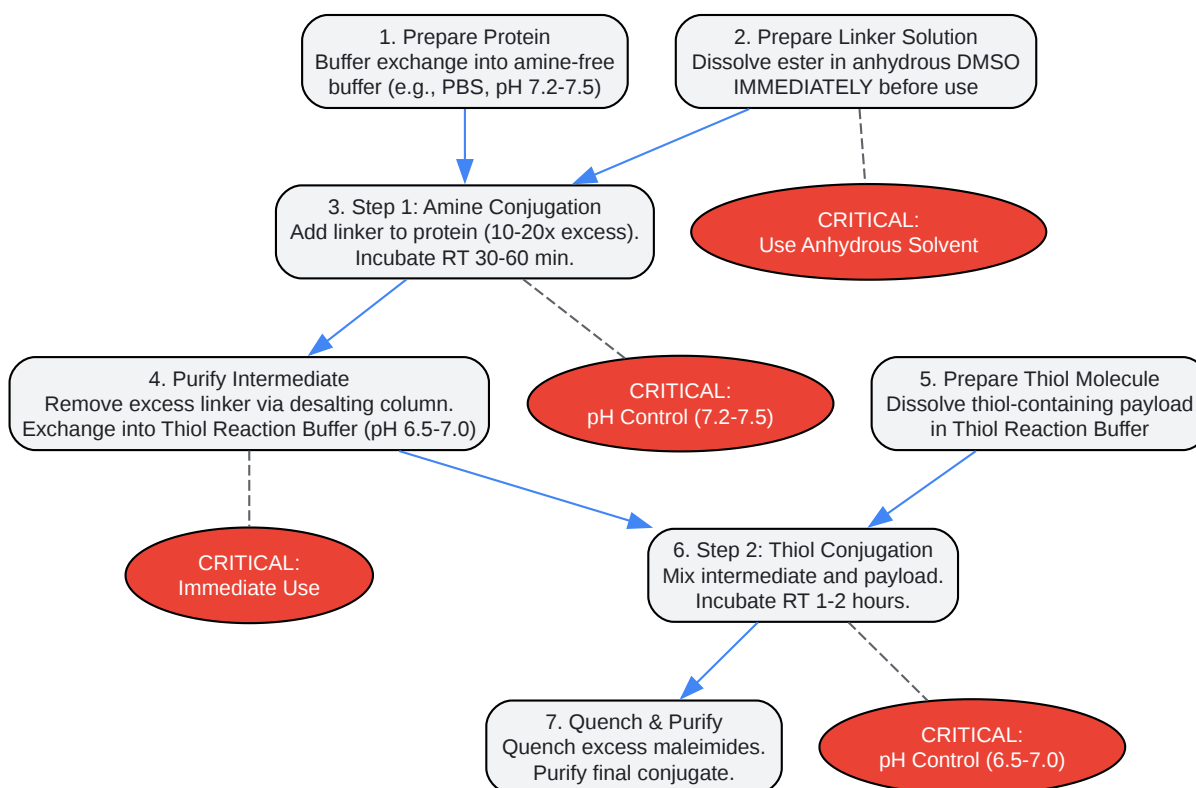 1. Prepare Protein
Buffer exchange into amine-free
buffer (e.g., PBS, pH 7.2-7.5)
2. Prepare Linker Solution
Dissolve ester in anhydrous DMSO
IMMEDIATELY before use
3. Step 1: Amine Conjugation
Add linker to protein (10-20x excess).
Incubate RT 30-60 min.
CRITICAL:
Use Anhydrous Solvent
4. Purify Intermediate
Remove excess linker via desalting column.
Exchange into Thiol Reaction Buffer (pH 6.5-7.0)
CRITICAL:
pH Control (7.2-7.5)
5. Prepare Thiol Molecule
Dissolve thiol-containing payload
in Thiol Reaction Buffer
CRITICAL:
Immediate Use
6. Step 2: Thiol Conjugation
Mix intermediate and payload.
Incubate RT 1-2 hours.
7. Quench & Purify
Quench excess maleimides.
Purify final conjugate.
CRITICAL:
pH Control (6.5-7.0)